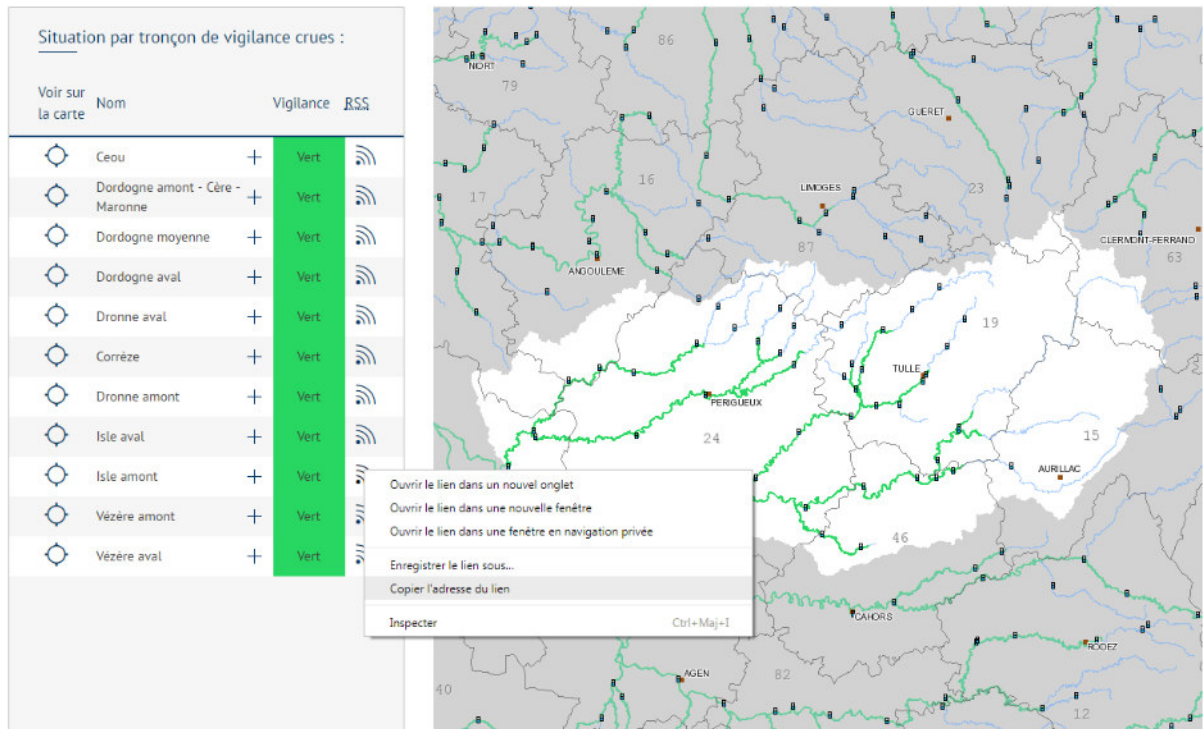 Situation par tronçon de vigilance crues :
Voir sur
la carte
Nom
Vigilance
RSS
Ceou
Vert
Dordogne amont - Cère -
Maronne
Vert
Dordogne moyenne
Vert
Dordogne aval
Vert
Dronne aval
Vert
Corrèze
Vert
Dronne amont
Vert
Isle aval
Vert
Isle amont
Vert
Vézère amont
Vert
Vézère aval
Vert
Ouvrir le lien dans un nouvel onglet
Ouvrir le lien dans une nouvelle fenêtre
Ouvrir le lien dans une fenêtre en navigation privée
Enregistrer le lien sous...
Copier l'adresse du lien
Inspecter
Ctrl+Maj+I
86
NIORT
79
GUERET
16
LIMOGES
23
17
87
CLERMONT-FERRAND
63
ANGOULEME
19
TULLE
PERIGUEUX
24
15
AURILLAC
46
CAHORS
RODEZ
AGEN
82
40
12